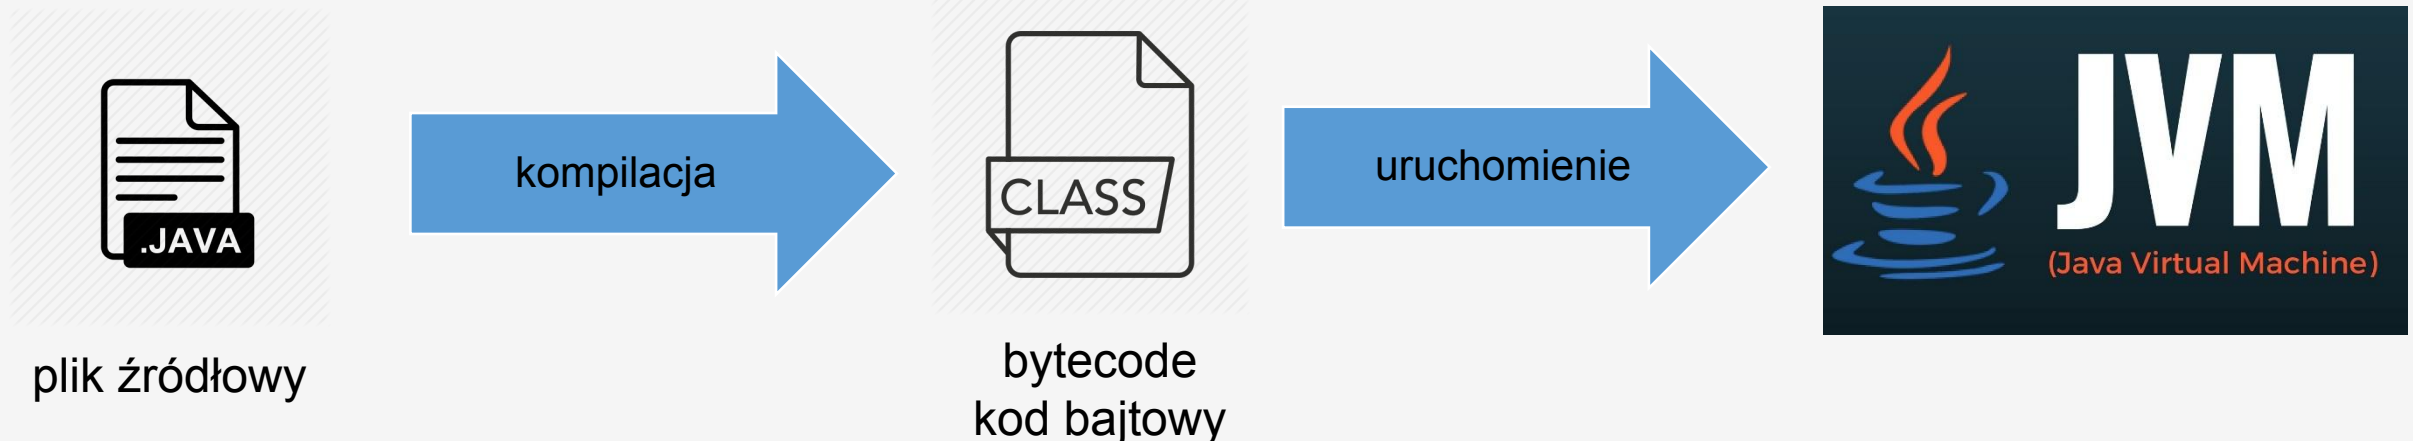 .JAVA
plik źródłowy
kompilacja
CLASS
bytecode
kod bajtowy
uruchomienie
JVM
(Java Virtual Machine)